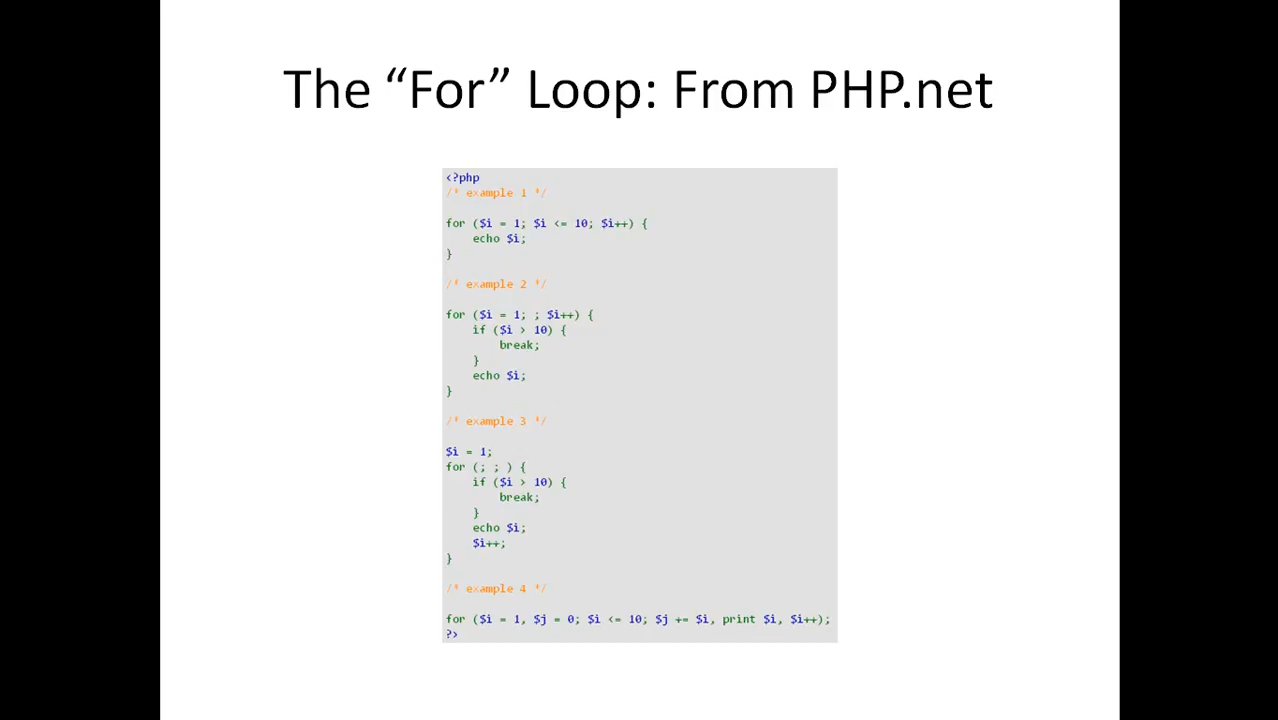 The “For” Loop: From PHP.net
<?php
/* example 1 */
for ($i = 1; $i <= 10; $i++) {
    echo $i;
}
/* example 2 */
for ($i = 1; ; $i++) {
    if ($i > 10) {
        break;
    }
    echo $i;
}
/* example 3 */
$i = 1;
for (; ; ) {
    if ($i > 10) {
        break;
    }
    echo $i;
    $i++;
}
/* example 4 */
for ($i = 1, $j = 0; $i <= 10; $j += $i, print $i, $i++);
?>